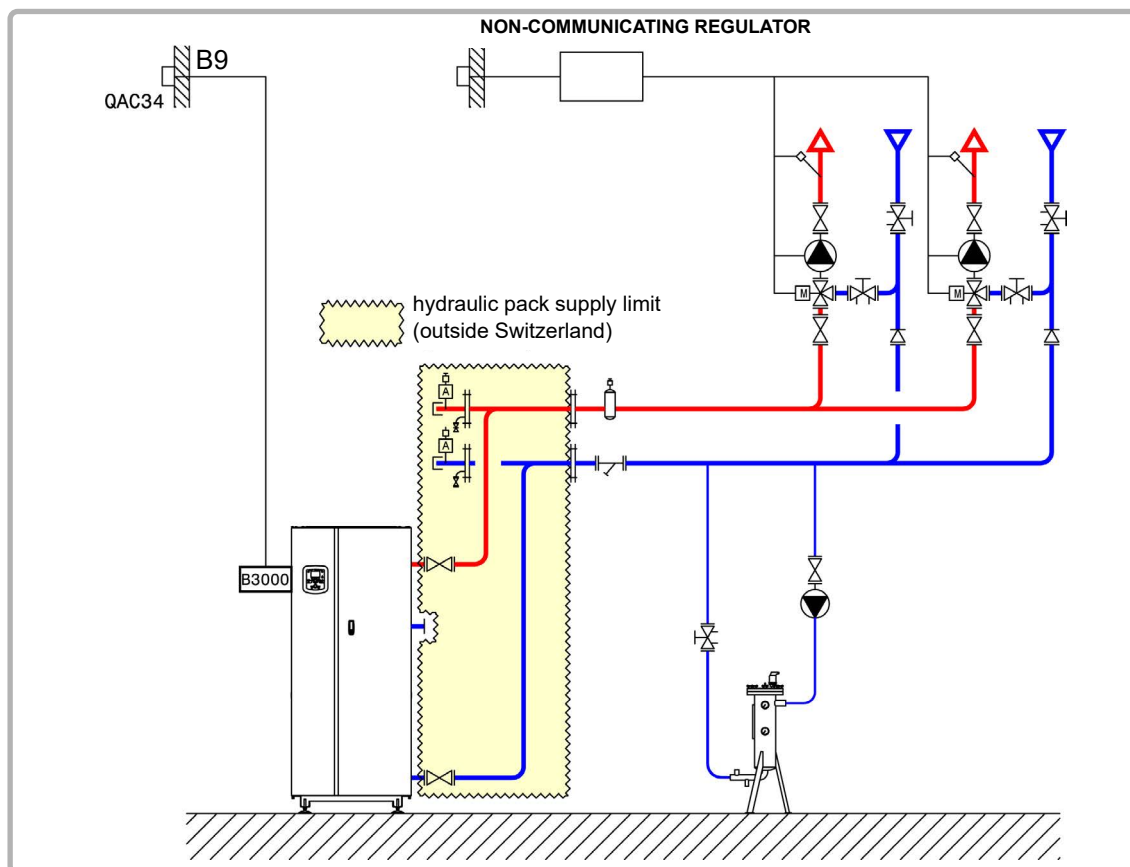 NON-COMMUNICATING REGULATOR
B9
QAC34
M
M
hydraulic pack supply limit
(outside Switzerland)
A
A
B3000